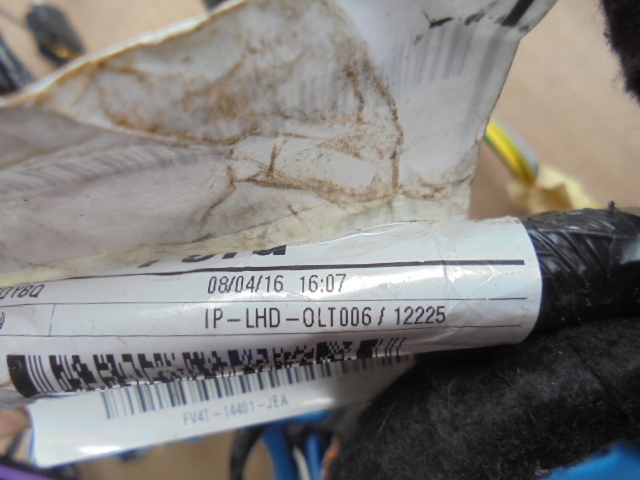 08/04/16 16:07
IP-LHD-OLT006 / 12225
FV4T-14401-JEA